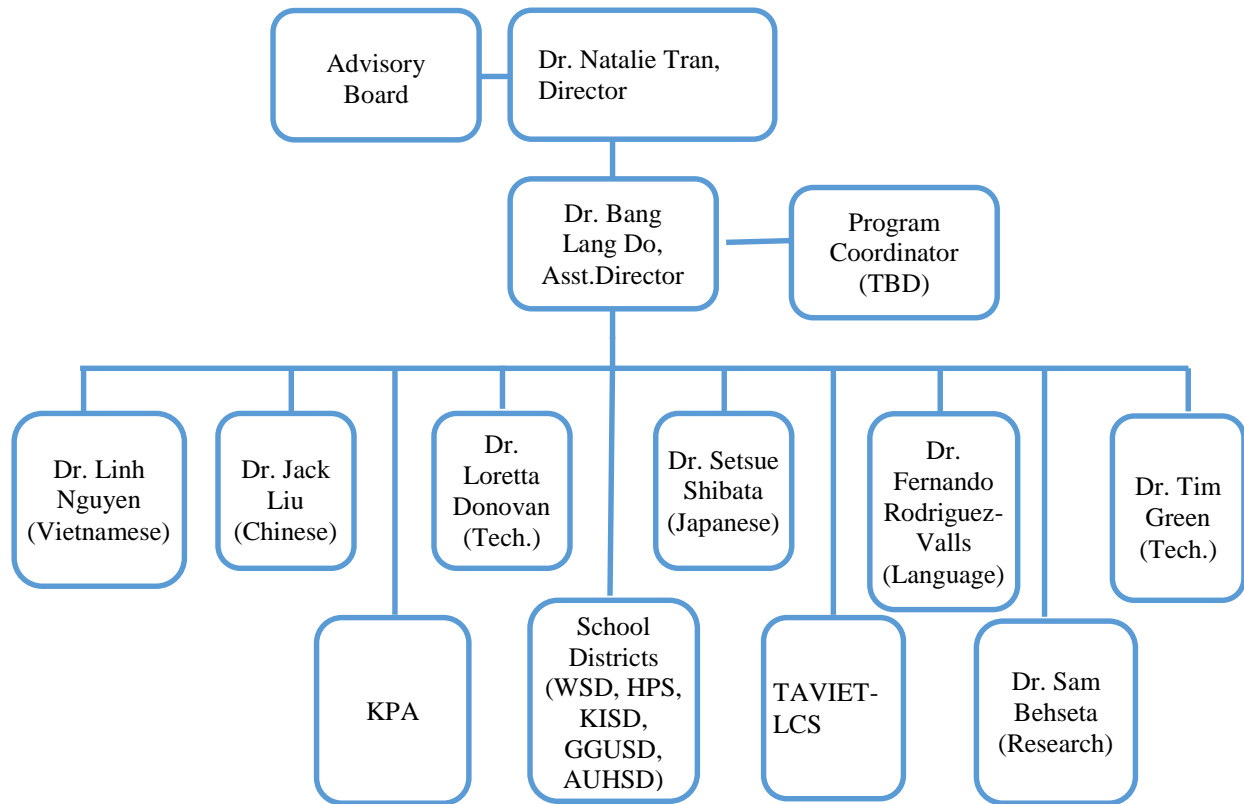 Advisory
Board
Dr. Natalie Tran,
Director
Dr. Bang
Lang Do,
Asst.Director
Program
Coordinator
(TBD)
Dr. Linh
Nguyen
(Vietnamese)
Dr. Jack
Liu
(Chinese)
Dr.
Loretta
Donovan
(Tech.)
Dr. Setsue
Shibata
(Japanese)
Dr.
Fernando
Rodriguez-
Valls
(Language)
Dr. Tim
Green
(Tech.)
KPA
School
Districts
(WSD, HPS,
KISD,
GGUSD,
AUHSD)
TAVIET-
LCS
Dr. Sam
Behseta
(Research)